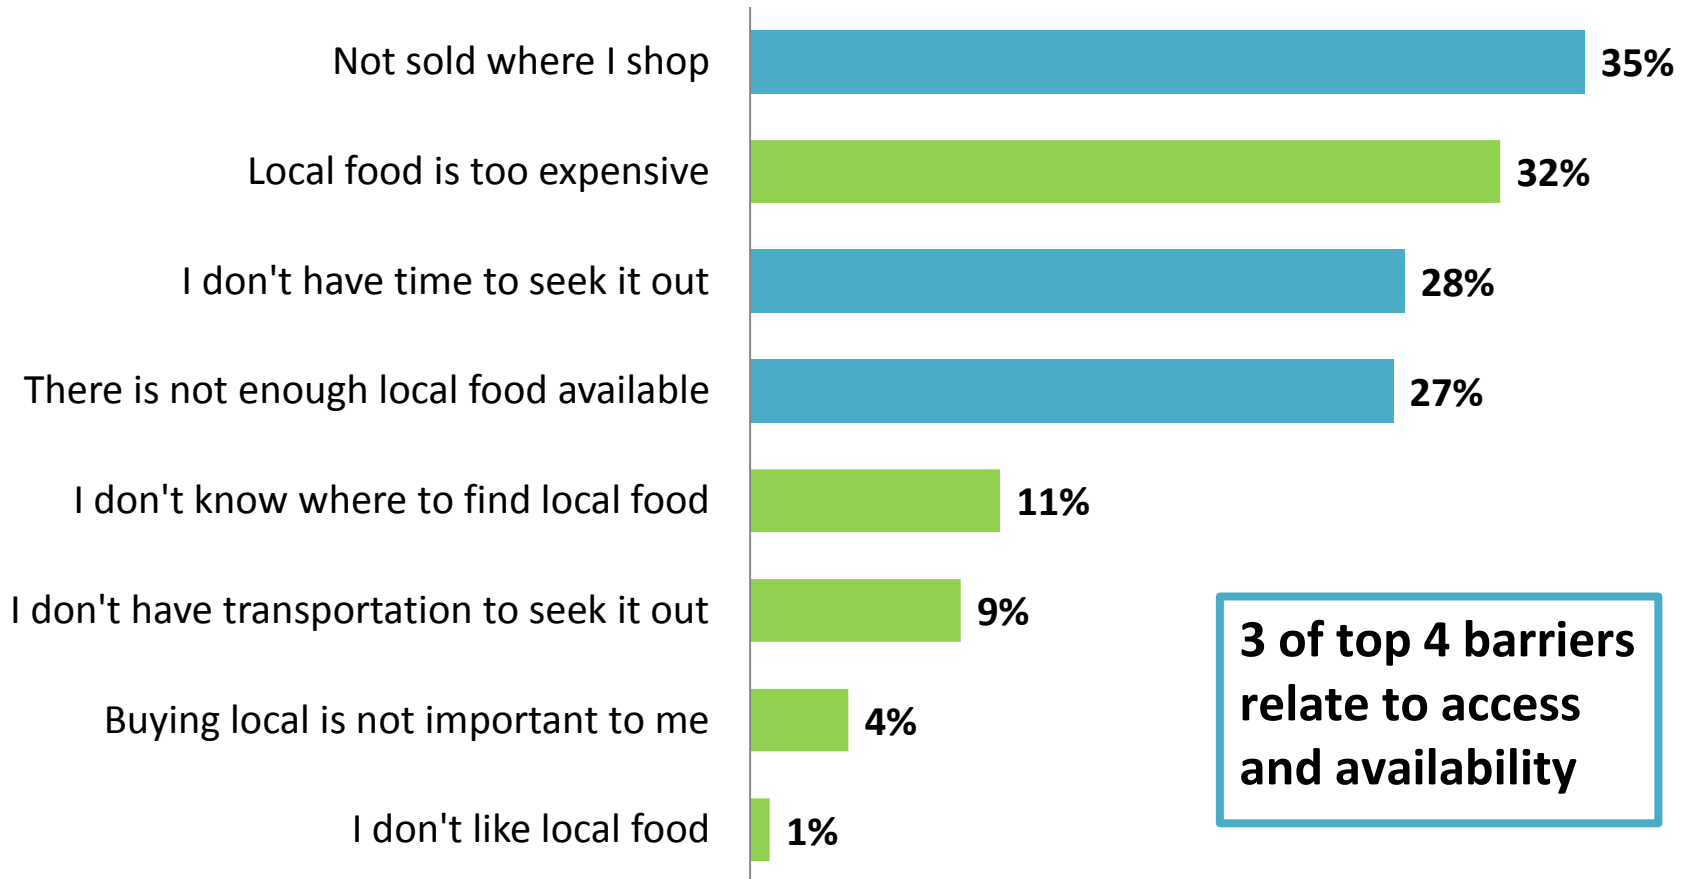 Not sold where I shop 35%
Local food is too expensive 32%
I don't have time to seek it out 28%
There is not enough local food available 27%
I don't know where to find local food 11%
I don't have transportation to seek it out 9%
Buying local is not important to me 4%
I don't like local food 1%
3 of top 4 barriers
relate to access
and availability